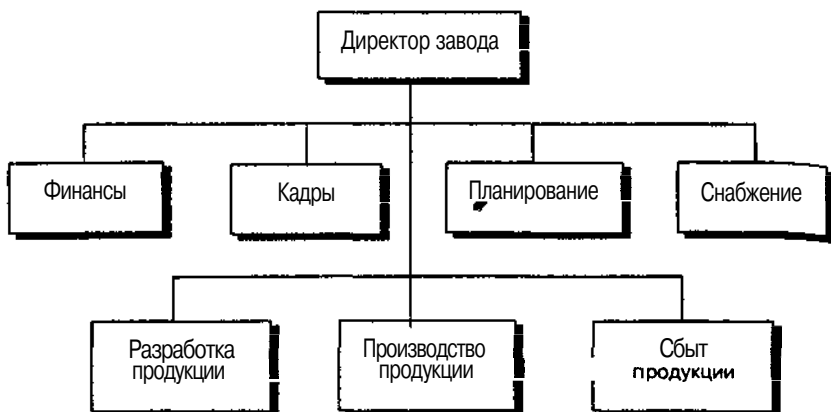 Директор завода
Финансы
Кадры
Планирование
Снабжение
Разработка
продукции
Производство
продукции
Сбыт
продукции